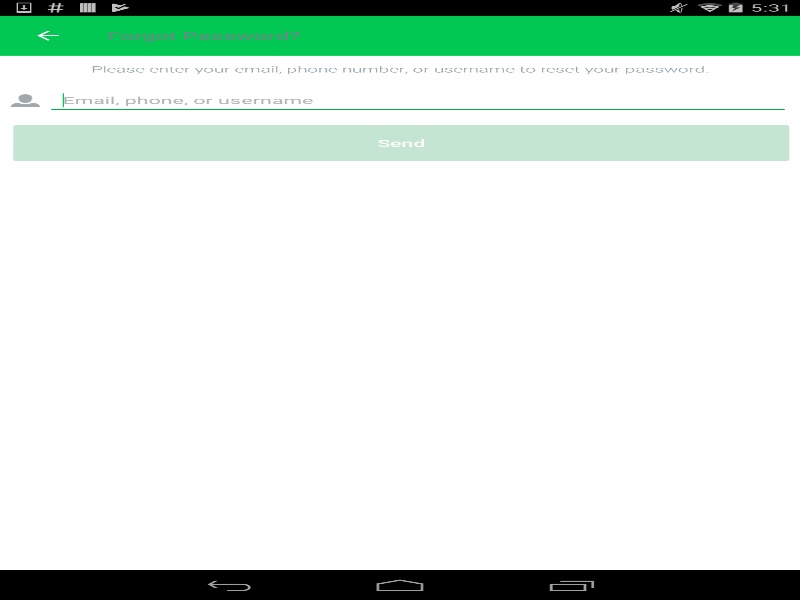 5:31
Forgot Password?
Please enter your email, phone number, or username to reset your password.
Email, phone, or username
Send